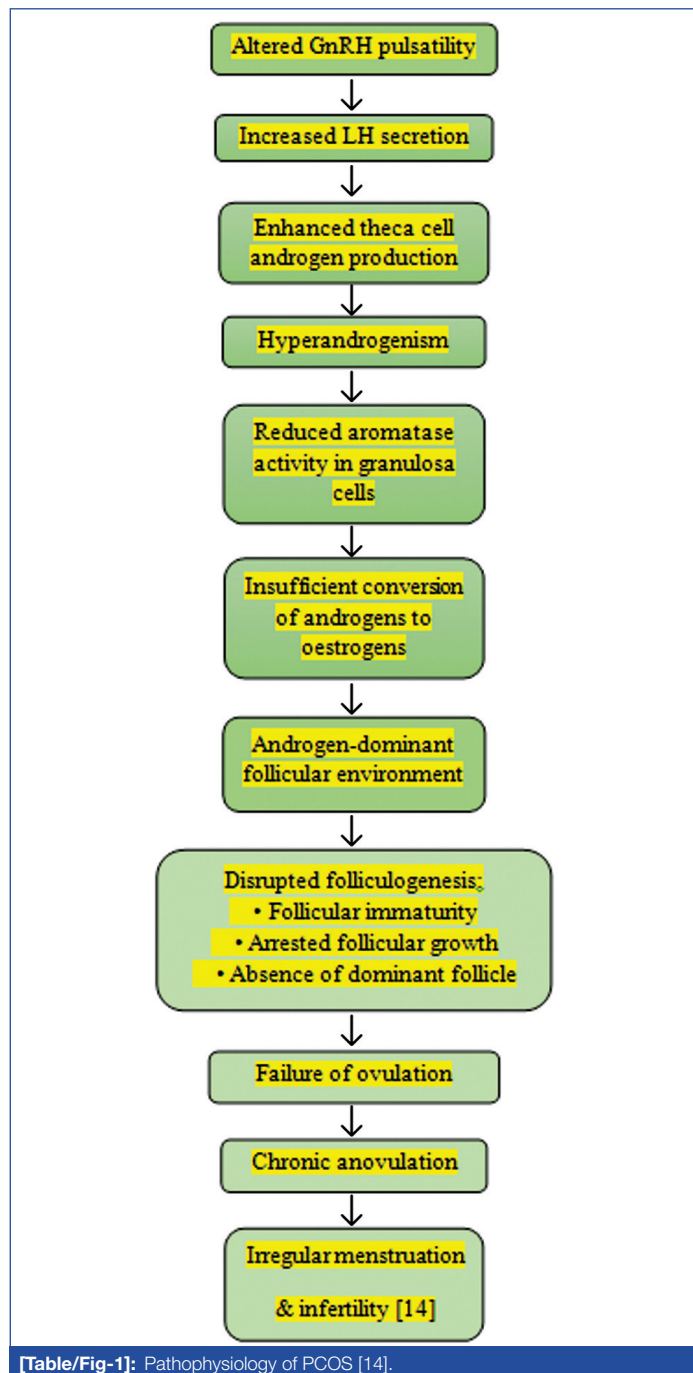 Altered GnRH pulsatility
Increased LH secretion
Enhanced theca cell
androgen production
Hyperandrogenism
Reduced aromatase
activity in granulosa
cells
Insufficient conversion
of androgens to
oestrogens
Androgen-dominant
follicular environment
Disrupted folliculogenesis:
• Follicular immaturity
• Arrested follicular growth
• Absence of dominant follicle
Failure of ovulation
Chronic anovulation
Irregular menstruation
& infertility [14]
[Table/Fig-1]: Pathophysiology of PCOS [14].